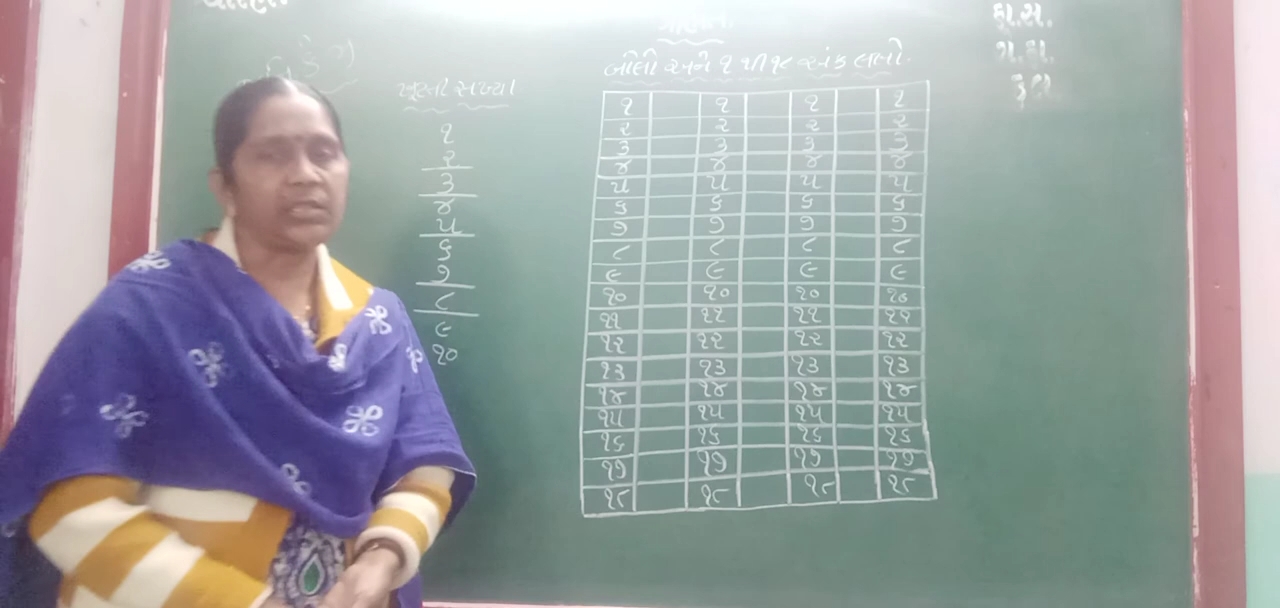 ખૂટતી સંખ્યા
૧
૨
૩
૪
૫
૬
૭
૮
૯
૧૦
બોલી અને ૧ થી ૧૮ અંક લખો.
૧ ૧ ૧ ૧
૨ ૨ ૨ ૨
૩ ૩ ૩ ૩
૪ ૪ ૪ ૪
૫ ૫ ૫ ૫
૬ ૬ ૬ ૬
૭ ૭ ૭ ૭
૮ ૮ ૮ ૮
૯ ૯ ૯ ૯
૧૦ ૧૦ ૧૦ ૧૦
૧૧ ૧૧ ૧૧ ૧૧
૧૨ ૧૨ ૧૨ ૧૨
૧૩ ૧૩ ૧૩ ૧૩
૧૪ ૧૪ ૧૪ ૧૪
૧૫ ૧૫ ૧૫ ૧૫
૧૬ ૧૬ ૧૬ ૧૬
૧૭ ૧૭ ૧૭ ૧૭
૧૮ ૧૮ ૧૮ ૧૮